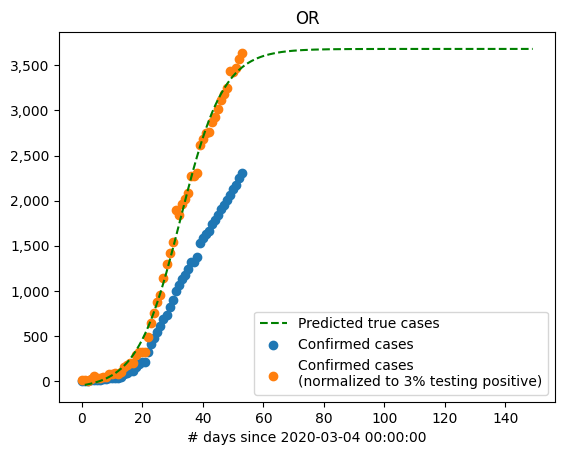 OR
3,500
3,000
2,500
2,000
1,500
1,000
500
0
Predicted true cases
Confirmed cases
Confirmed cases
(normalized to 3% testing positive)
0 20 40 60 80 100 120 140
# days since 2020-03-04 00:00:00